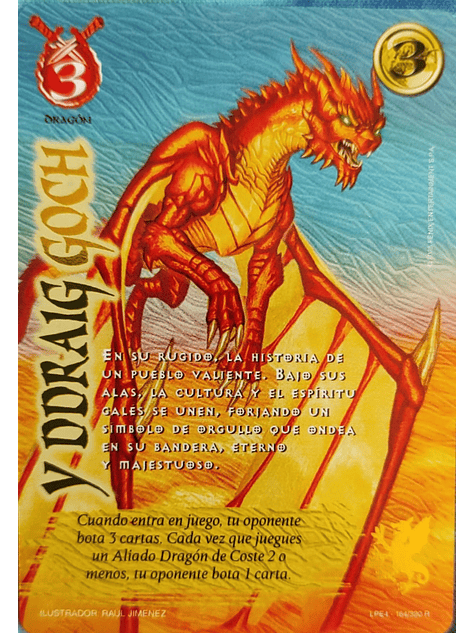 3
3
DRAGÓN
Y DDRAIG GOCH
EN SU RUGIDO, LA HISTORIA DE
UN PUEBLO VALIENTE. BAJO SUS
ALAS, LA CULTURA Y EL ESPÍRITU
GALES SE UNEN, FORJANDO UN
SIMBOLO DE ORGULLO QUE ONDEA
EN SU BANDERA, ETERNO
Y MAJESTUOSO.
Cuando entra en juego, tu oponente
bota 3 cartas. Cada vez que juegues
un Aliado Dragón de Coste 2 o
menos, tu oponente bota 1 carta.
ILUSTRADOR RAÚL JIMENEZ